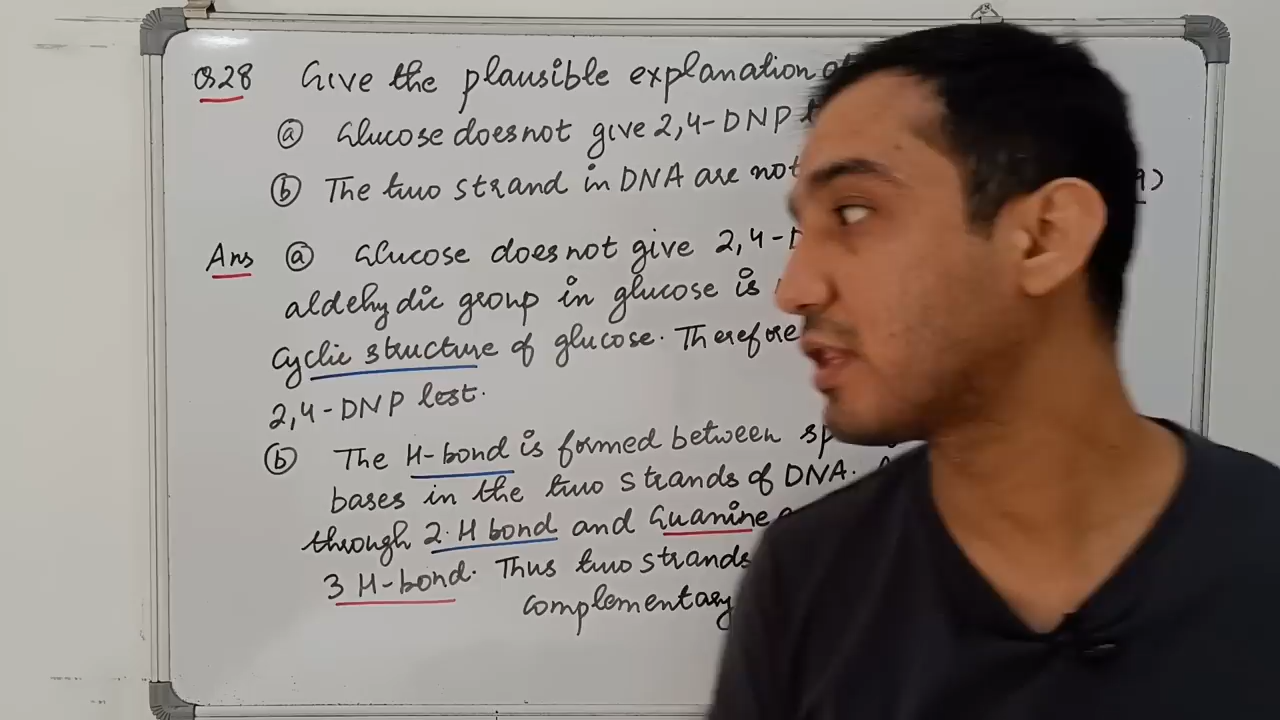 Q.28 Give the plausible explanation
(a) Glucose does not give 2,4-DNP
(b) The two strand in DNA are not
Ans (a) Glucose does not give 2,4-
aldehydic group in glucose is
cyclic structure of glucose. Therefore
2,4-DNP test.
(b) The H-bond is formed between
bases in the two strands of DNA.
through 2 H bond and Guanine
3 H-bond. Thus two strands
complementary